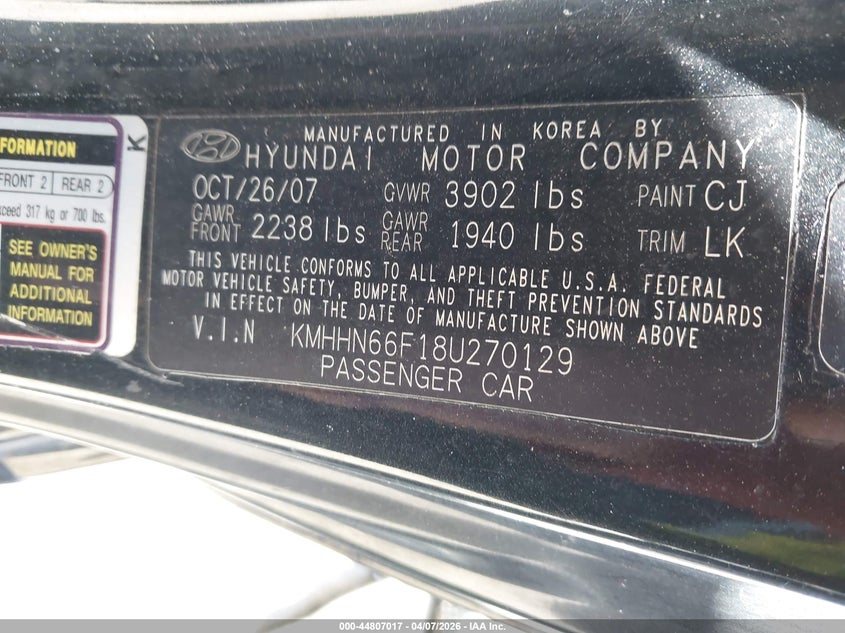 FORMATION
FRONT 2 REAR 2
xceed 317 kg or 700 lbs.
SEE OWNER'S
MANUAL FOR
ADDITIONAL
INFORMATION
K
MANUFACTURED IN KOREA BY
HYUNDAI MOTOR COMPANY
OCT/26/07 GVWR 3902 lbs PAINT CJ
GAWR FRONT 2238 lbs GAWR REAR 1940 lbs TRIM LK
THIS VEHICLE CONFORMS TO ALL APPLICABLE U.S.A. FEDERAL
MOTOR VEHICLE SAFETY, BUMPER, AND THEFT PREVENTION STANDARDS
IN EFFECT ON THE DATE OF MANUFACTURE SHOWN ABOVE
V.I.N KMHHN66F18U270129
PASSENGER CAR
000-44807017 - 04/07/2026 - IAA Inc.